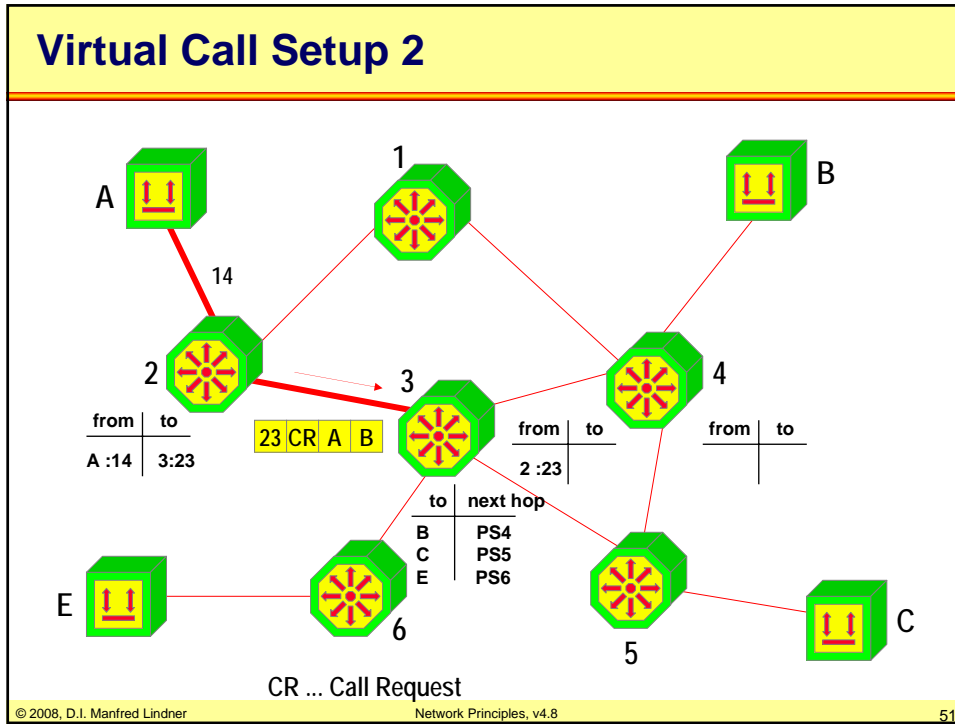 Virtual Call Setup 2
1
A
B
14
2
3
4
from to
A :14 3:23
23 CR A B
from to
2 :23
from to
to next hop
B PS4
C PS5
E PS6
E
6
5
C
CR ... Call Request
© 2008, D.I. Manfred Lindner Network Principles, v4.8 51